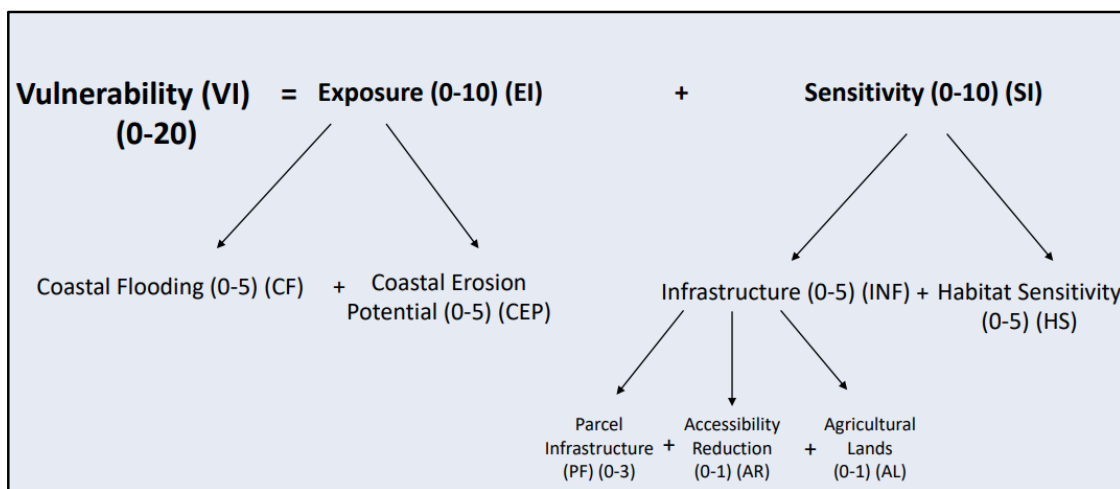 Vulnerability (VI) = Exposure (0-10) (EI) + Sensitivity (0-10) (SI)
(0-20)
Coastal Flooding (0-5) (CF) + Coastal Erosion
Potential (0-5) (CEP)
Infrastructure (0-5) (INF) + Habitat Sensitivity
(0-5) (HS)
Parcel
Infrastructure
(PF) (0-3)
+
Accessibility
Reduction
(0-1) (AR)
+
Agricultural
Lands
(0-1) (AL)